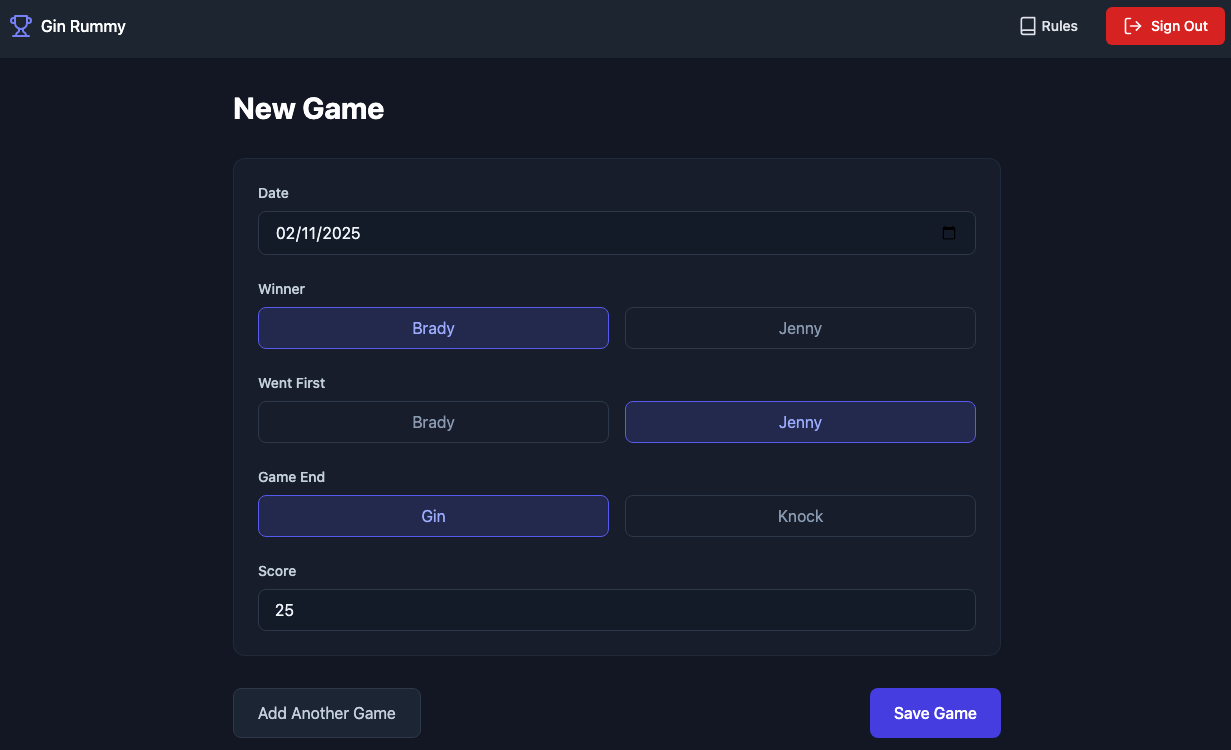 Gin Rummy
Rules
Sign Out
New Game
Date
02/11/2025
Winner
Brady
Jenny
Went First
Brady
Jenny
Game End
Gin
Knock
Score
25
Add Another Game
Save Game